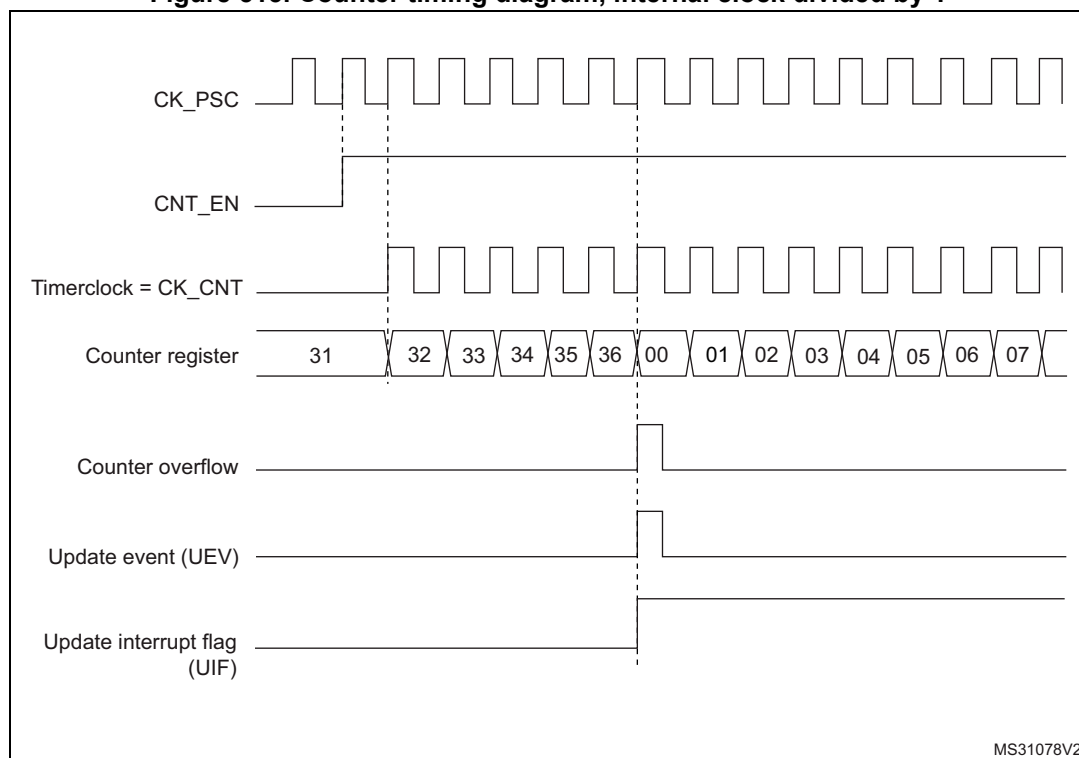 CK_PSC
CNT_EN
Timerclock = CK_CNT
Counter register
31 32 33 34 35 36 00 01 02 03 04 05 06 07
Counter overflow
Update event (UEV)
Update interrupt flag
(UIF)
MS31078V2